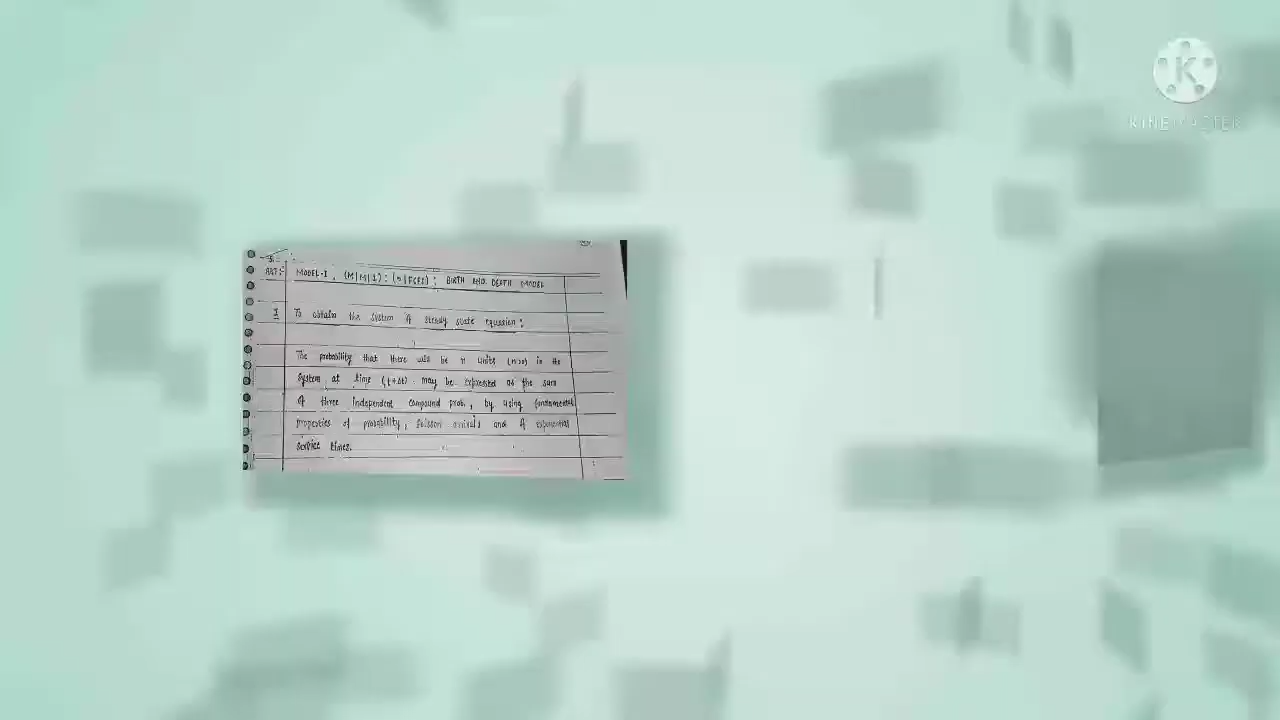 MODEL-I, (M|M|1):(∞|FCFS); BIRTH AND DEATH MODEL
I To obtain the system of steady state equation:
The probability that there will be n units (n>0) in the
system at time (t+Δt) may be expressed as the sum
of three independent compound prob., by using fundamental
properties of probability, Poisson arrivals and of exponential
service times.
KINEMASTER